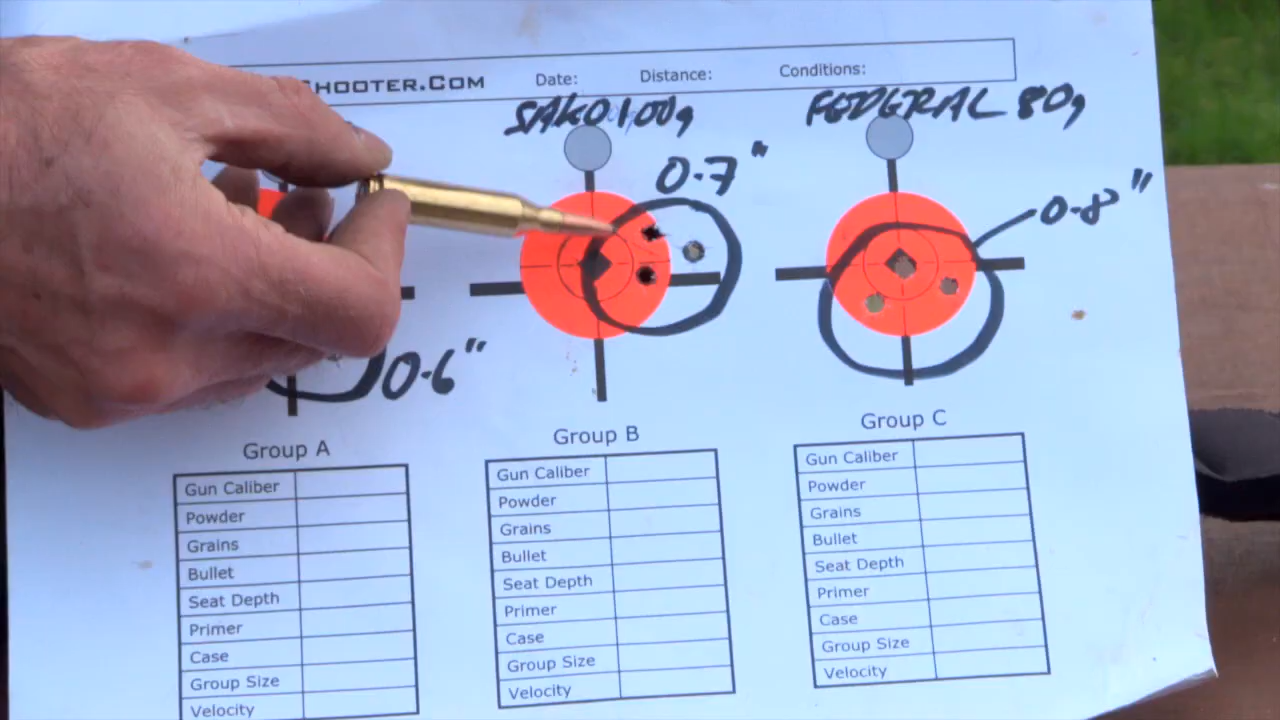 HOOTER.COM Date: Distance: Conditions:
SAKO 100g FEDERAL 80g
0.7"
0.8"
0.6"
Group A
Gun Caliber
Powder
Grains
Bullet
Seat Depth
Primer
Case
Group Size
Velocity
Group B
Gun Caliber
Powder
Grains
Bullet
Seat Depth
Primer
Case
Group Size
Velocity
Group C
Gun Caliber
Powder
Grains
Bullet
Seat Depth
Primer
Case
Group Size
Velocity